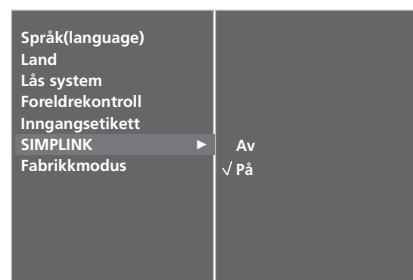 Språk(language)
Land
Lås system
Foreldrekontroll
Inngangsetikett
SIMPLINK ►
Fabrikkmodus
Av
√ På